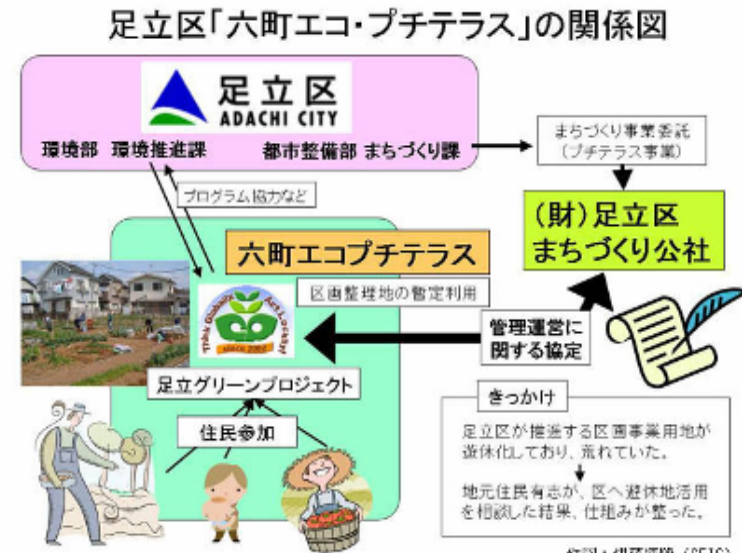 足立区「六町エコ・プチテラス」の関係図
足立区
ADACHI CITY
環境部 環境推進課
都市整備部 まちづくり課
まちづくり事業委託
(プチテラス事業)
プログラム協力など
(財)足立区
まちづくり公社
六町エコプチテラス
区画整理地の暫定利用
Think Globally Act Locally
since 2002
管理運営に
関する協定
足立グリーンプロジェクト
住民参加
きっかけ
足立区が推進する区画事業用地が
遊休化しており、荒れていた。
地元住民有志が、区へ遊休地活用
を相談した結果、仕組みが整った。